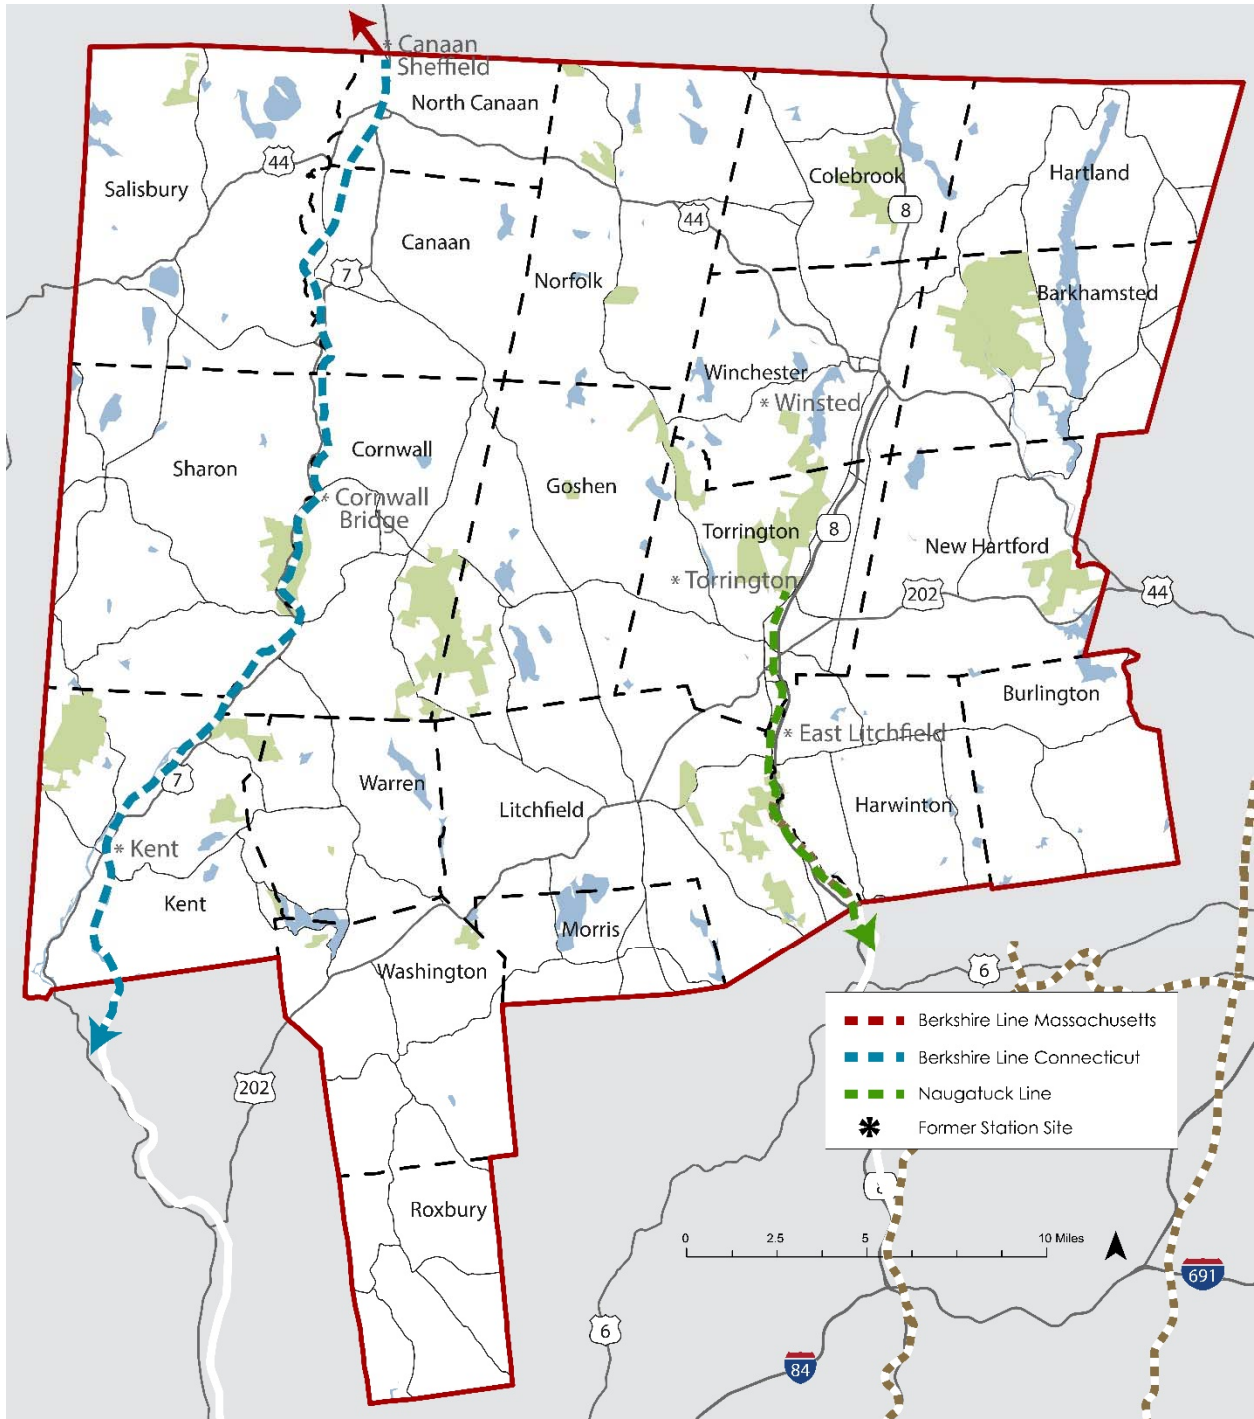 * Canaan
Sheffield
North Canaan
44
Salisbury
Colebrook
Hartland
8
44
Canaan
7
Norfolk
Barkhamsted
Winchester
* Winsted
Cornwall
Sharon
Goshen
* Cornwall
Bridge
Torrington
8
New Hartford
* Torrington
202
44
Burlington
* East Litchfield
7
Warren
Litchfield
Harwinton
* Kent
Kent
Morris
Washington
6
Berkshire Line Massachusetts
Berkshire Line Connecticut
Naugatuck Line
* Former Station Site
202
Roxbury
0 2.5 5 10 Miles
691
6
84